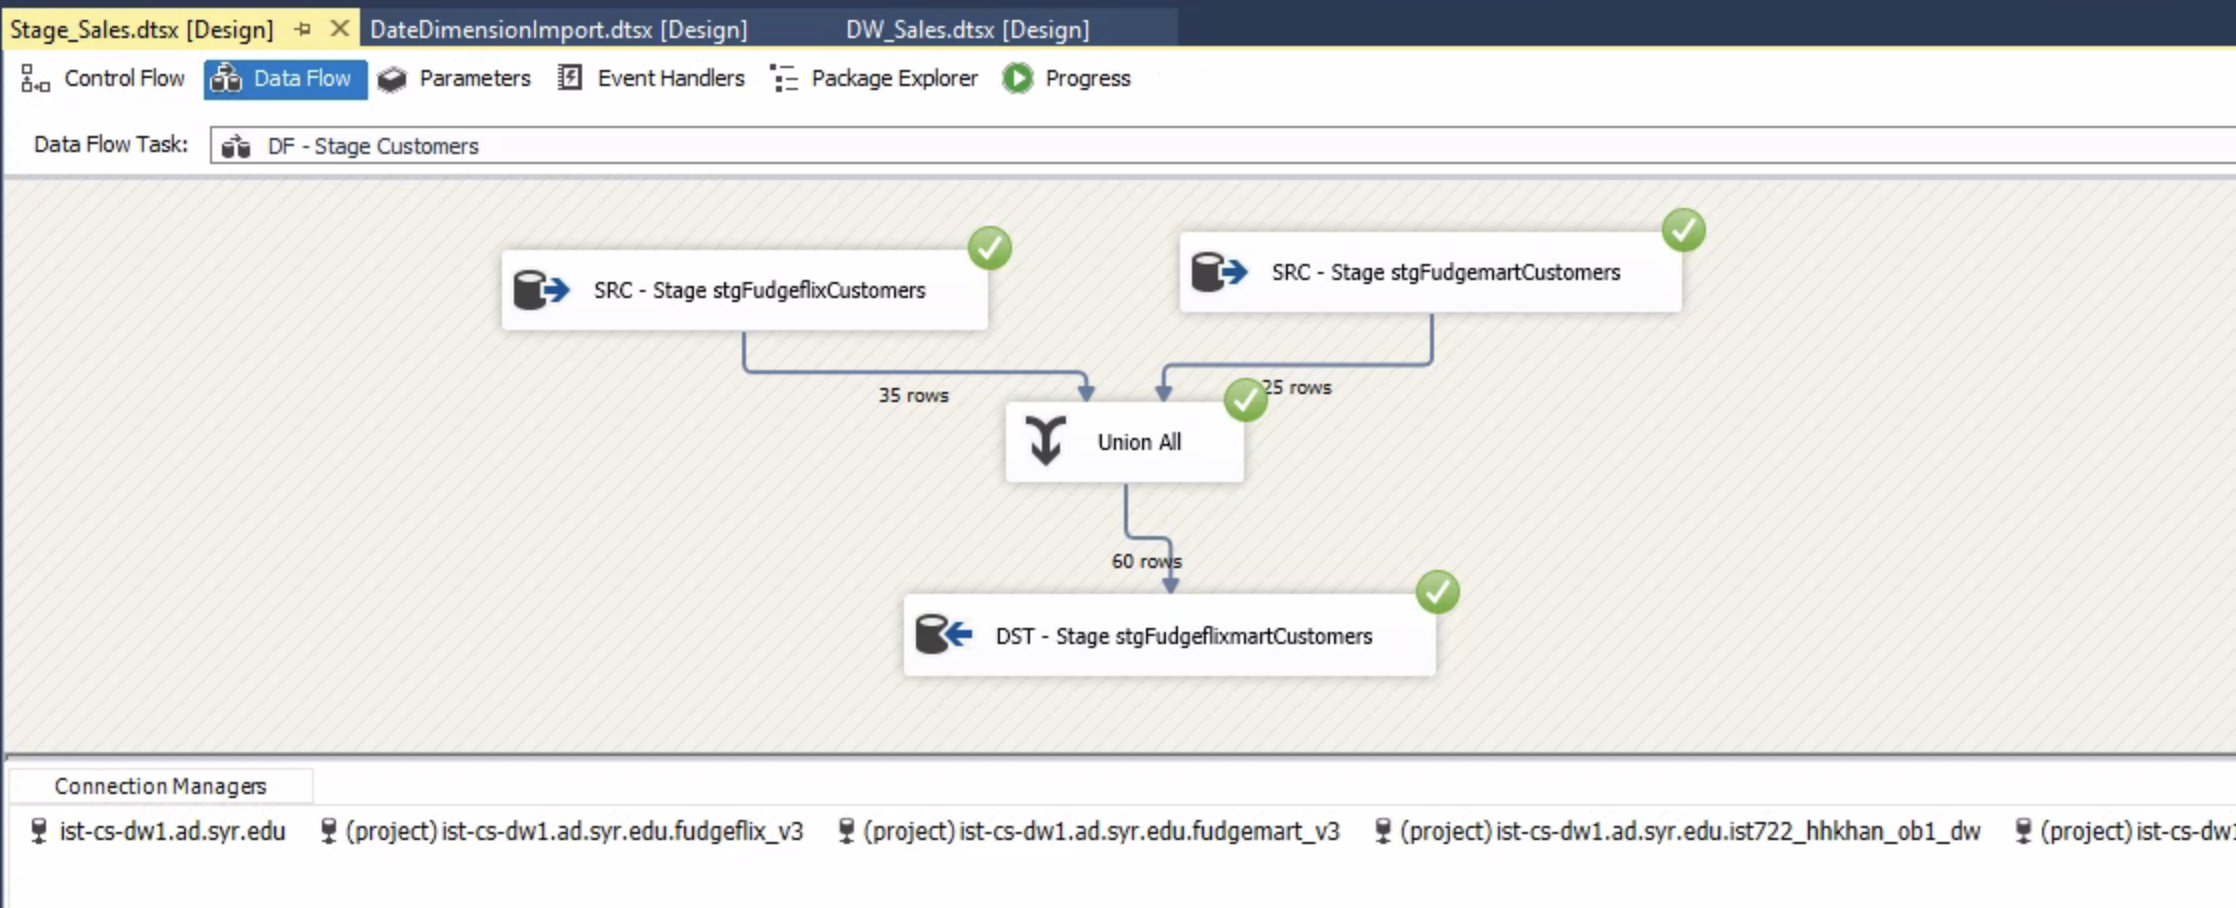 Stage_Sales.dtsx [Design] DateDimensionImport.dtsx [Design] DW_Sales.dtsx [Design]
Control Flow Data Flow Parameters Event Handlers Package Explorer Progress
Data Flow Task: DF - Stage Customers
SRC - Stage stgFudgeflixCustomers
SRC - Stage stgFudgemartCustomers
35 rows
25 rows
Union All
60 rows
DST - Stage stgFudgeflixmartCustomers
Connection Managers
ist-cs-dw1.ad.syr.edu (project) ist-cs-dw1.ad.syr.edu.fudgeflix_v3 (project) ist-cs-dw1.ad.syr.edu.fudgemart_v3 (project) ist-cs-dw1.ad.syr.edu.ist722_hhkhan_ob1_dw (project) ist-cs-dw1